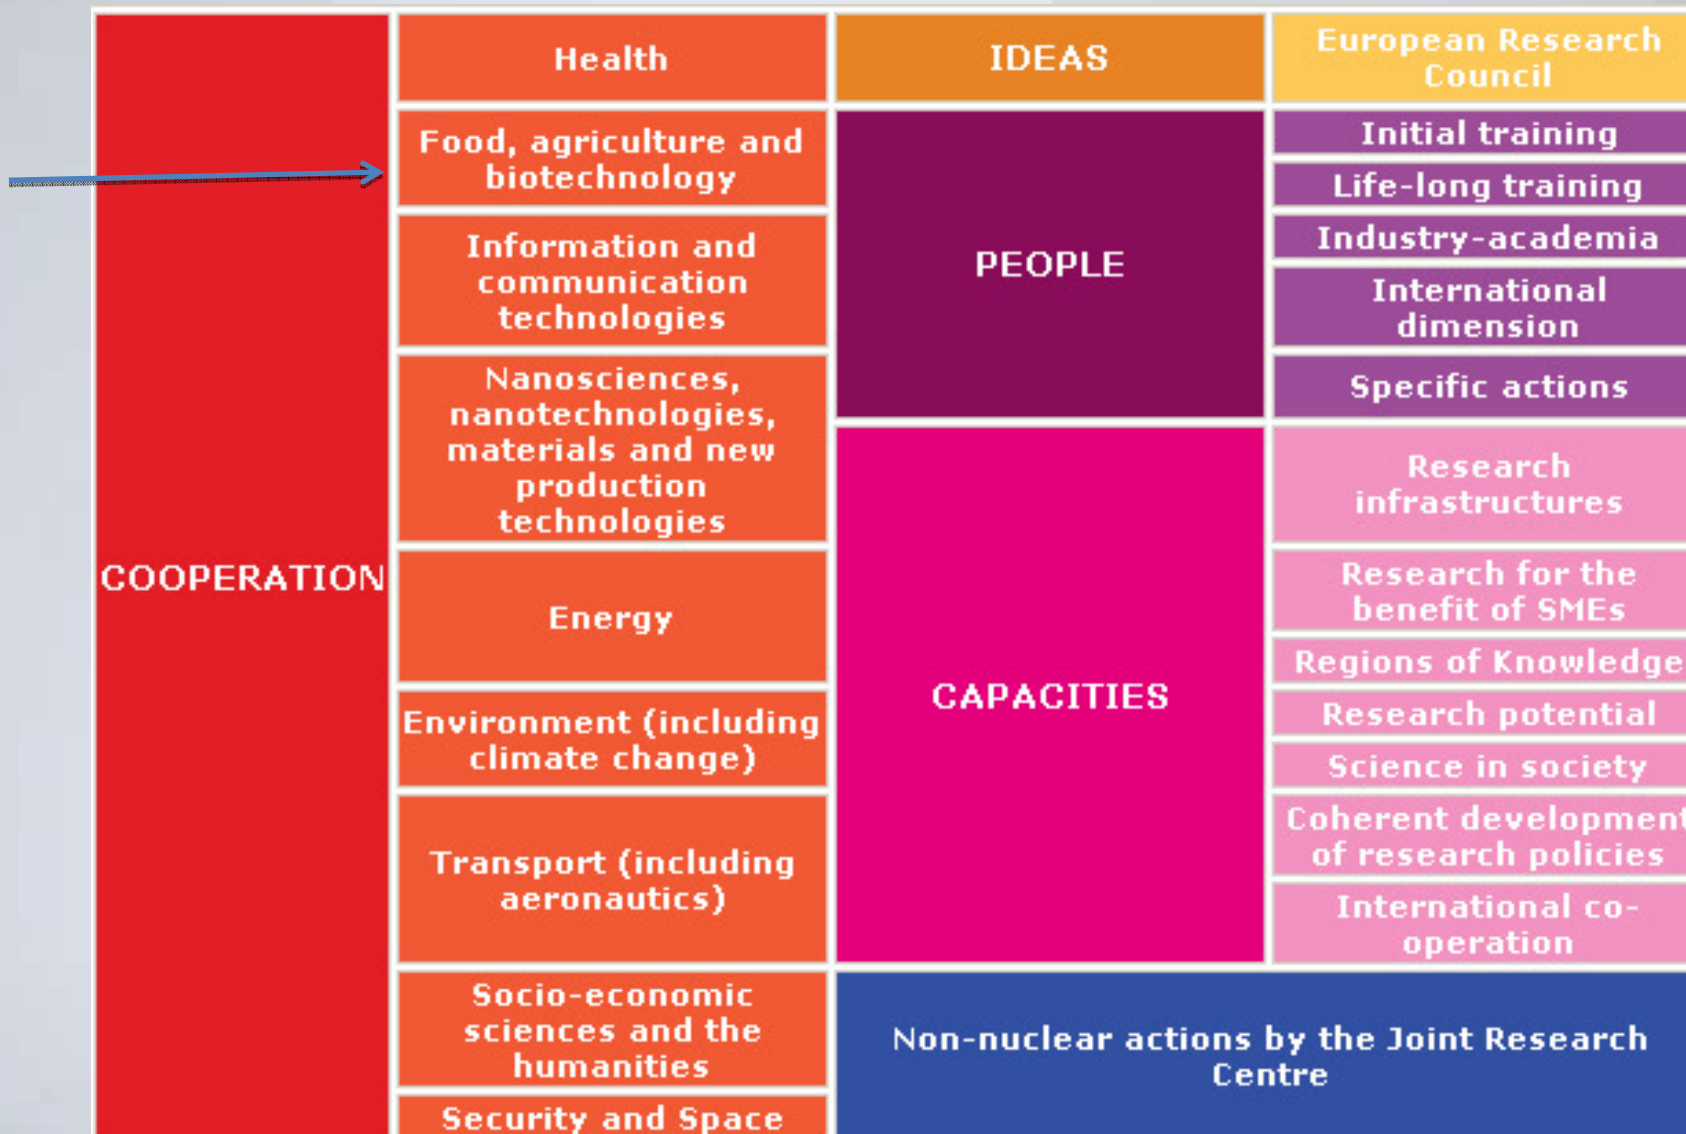 COOPERATION
Health
Food, agriculture and
biotechnology
Information and
communication
technologies
Nanosciences,
nanotechnologies,
materials and new
production
technologies
Energy
Environment (including
climate change)
Transport (including
aeronautics)
Socio-economic
sciences and the
humanities
Security and Space
IDEAS
European Research
Council
PEOPLE
Initial training
Life-long training
Industry-academia
International
dimension
Specific actions
CAPACITIES
Research
infrastructures
Research for the
benefit of SMEs
Regions of Knowledge
Research potential
Science in society
Coherent development
of research policies
International co-
operation
Non-nuclear actions by the Joint Research
Centre